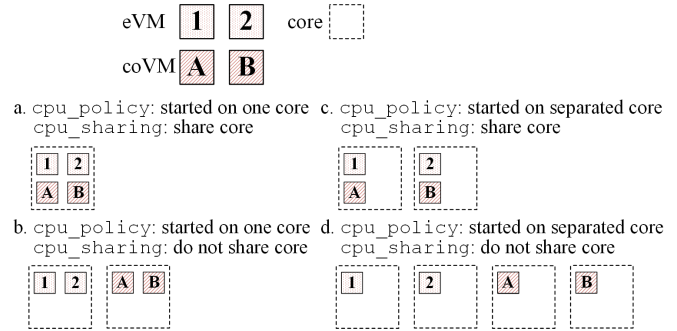 eVM 1 2 core
coVM A B
a. cpu_policy: started on one core
cpu_sharing: share core
1 2
A B
c. cpu_policy: started on separated core
cpu_sharing: share core
1 2
A B
b. cpu_policy: started on one core
cpu_sharing: do not share core
1 2 A B
d. cpu_policy: started on separated core
cpu_sharing: do not share core
1 2 A B